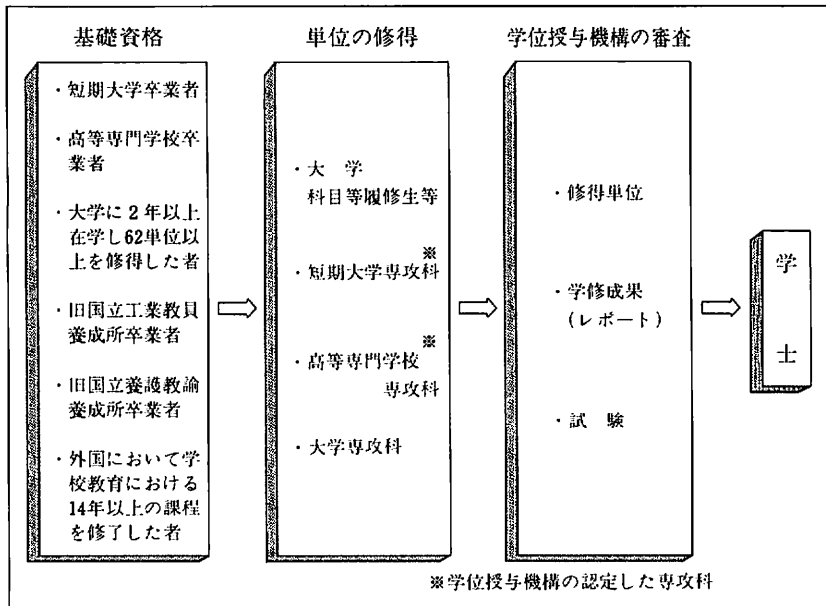 基礎資格
・短期大学卒業者
・高等専門学校卒
業者
・大学に2年以上
在学し62単位以
上を修得した者
・旧国立工業教員
養成所卒業者
・旧国立養護教諭
養成所卒業者
・外国において学
校教育における
14年以上の課程
を修了した者
単位の修得
・大　学
科目等履修生等
※
・短期大学専攻科
※
・高等専門学校
専攻科
・大学専攻科
学位授与機構の審査
・修得単位
・学修成果
(レポート)
・試　験
学
士
※学位授与機構の認定した専攻科